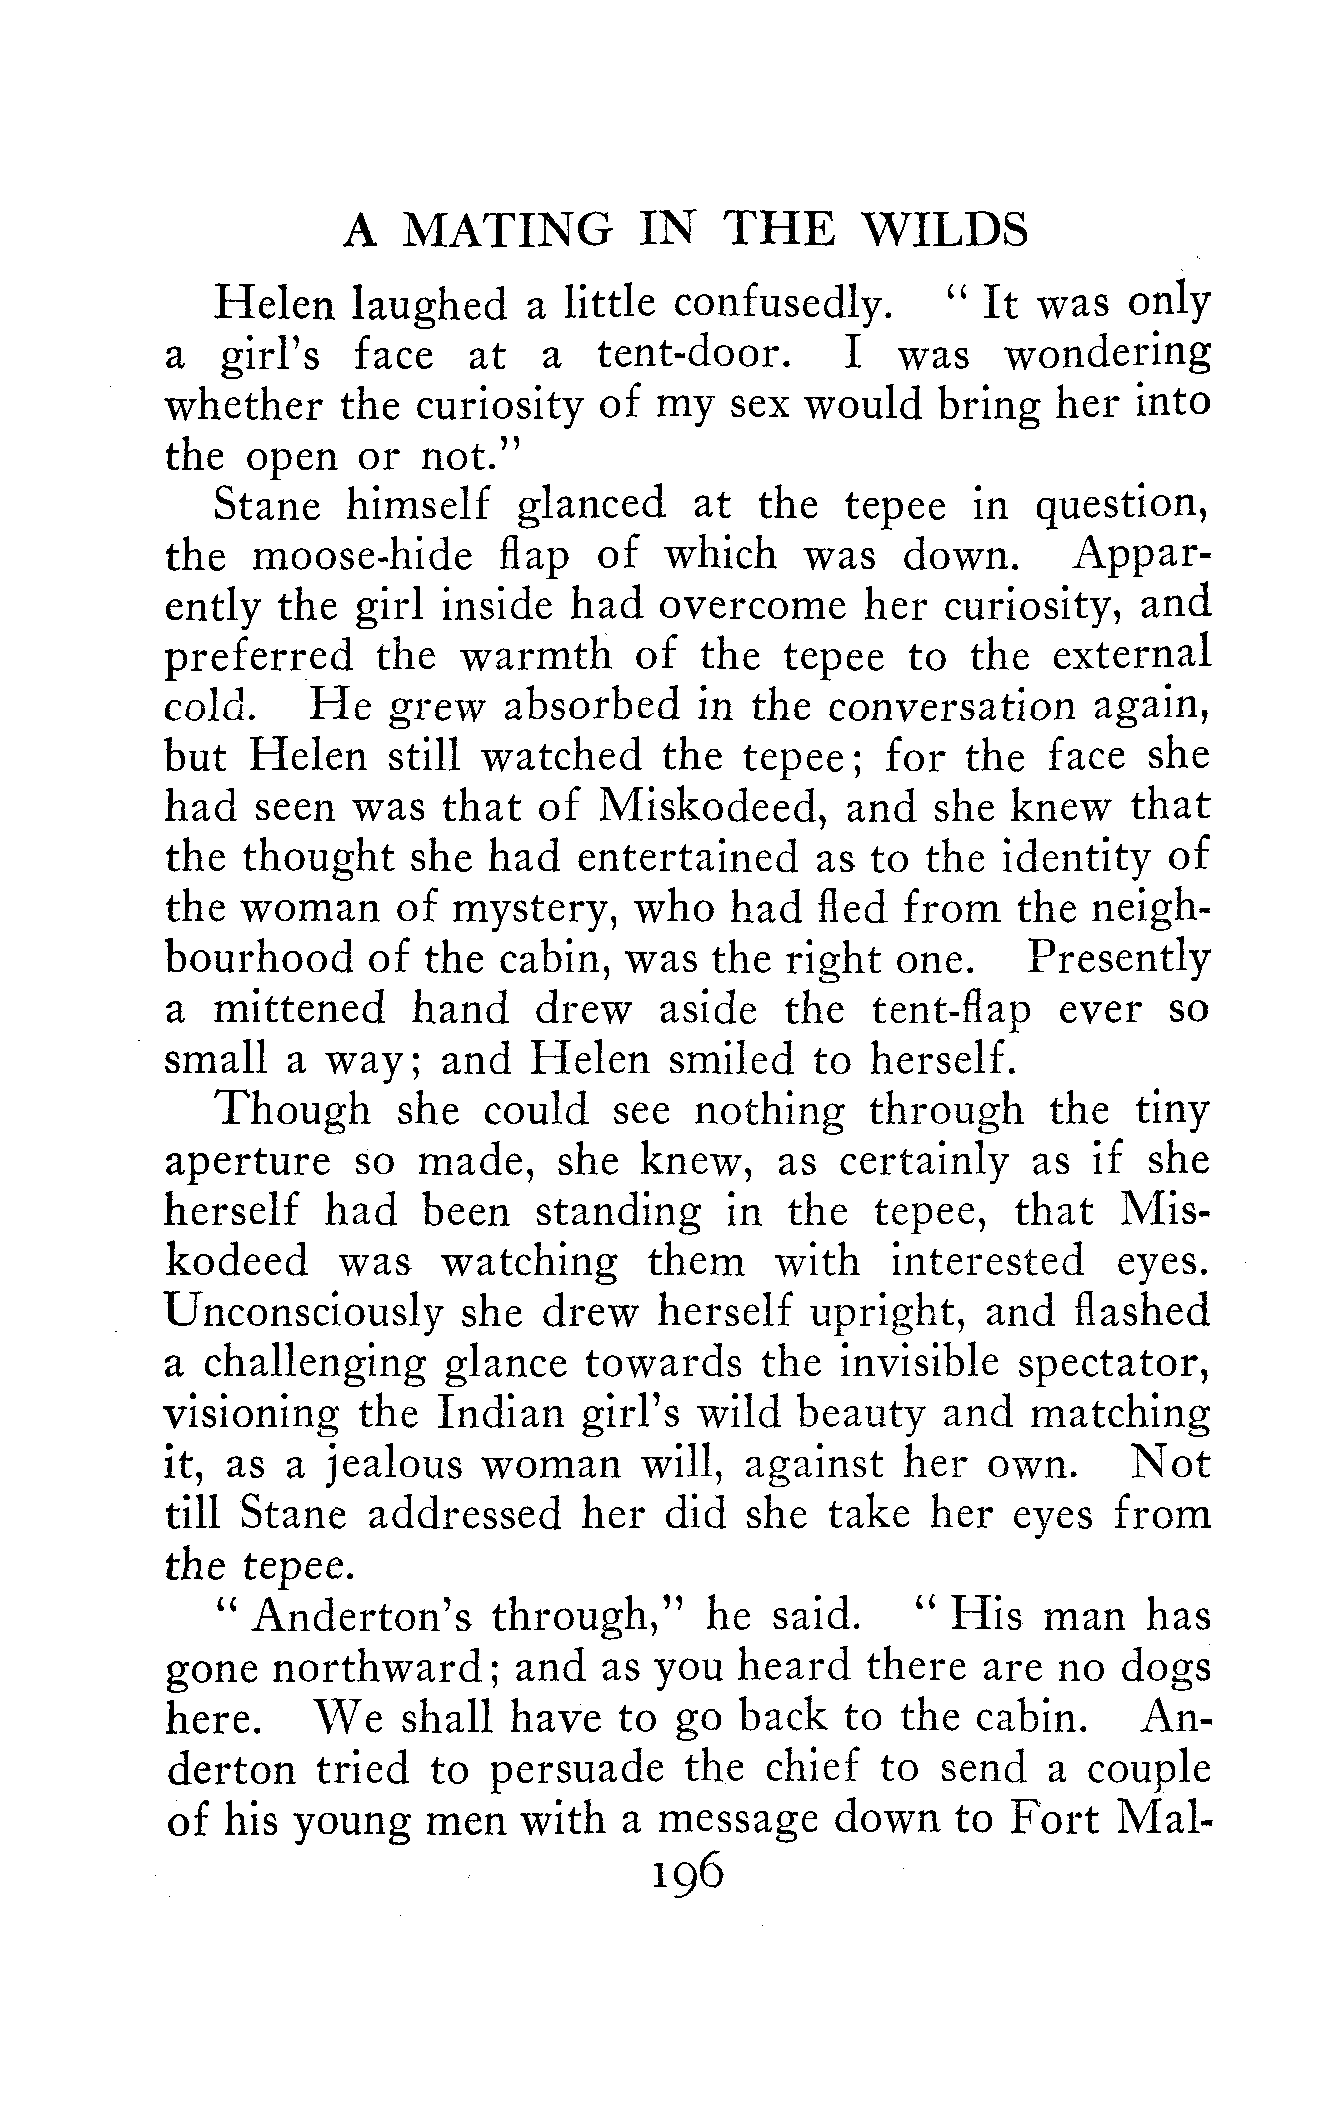 A MATING IN THE WILDS
Helen laughed a little confusedly. " It was only
a girl's face at a tent-door. I was wondering
whether the curiosity of my sex would bring her into
the open or not."
Stane himself glanced at the tepee in question,
the moose-hide flap of which was down. Appar-
ently the girl inside had overcome her curiosity, and
preferred the warmth of the tepee to the external
cold. He grew absorbed in the conversation again,
but Helen still watched the tepee; for the face she
had seen was that of Miskodeed, and she knew that
the thought she had entertained as to the identity of
the woman of mystery, who had fled from the neigh-
bourhood of the cabin, was the right one. Presently
a mittened hand drew aside the tent-flap ever so
small a way; and Helen smiled to herself.
Though she could see nothing through the tiny
aperture so made, she knew, as certainly as if she
herself had been standing in the tepee, that Mis-
kodeed was watching them with interested eyes.
Unconsciously she drew herself upright, and flashed
a challenging glance towards the invisible spectator,
visioning the Indian girl's wild beauty and matching
it, as a jealous woman will, against her own. Not
till Stane addressed her did she take her eyes from
the tepee.
" Anderton's through," he said. " His man has
gone northward; and as you heard there are no dogs
here. We shall have to go back to the cabin. An-
derton tried to persuade the chief to send a couple
of his young men with a message down to Fort Mal-
196